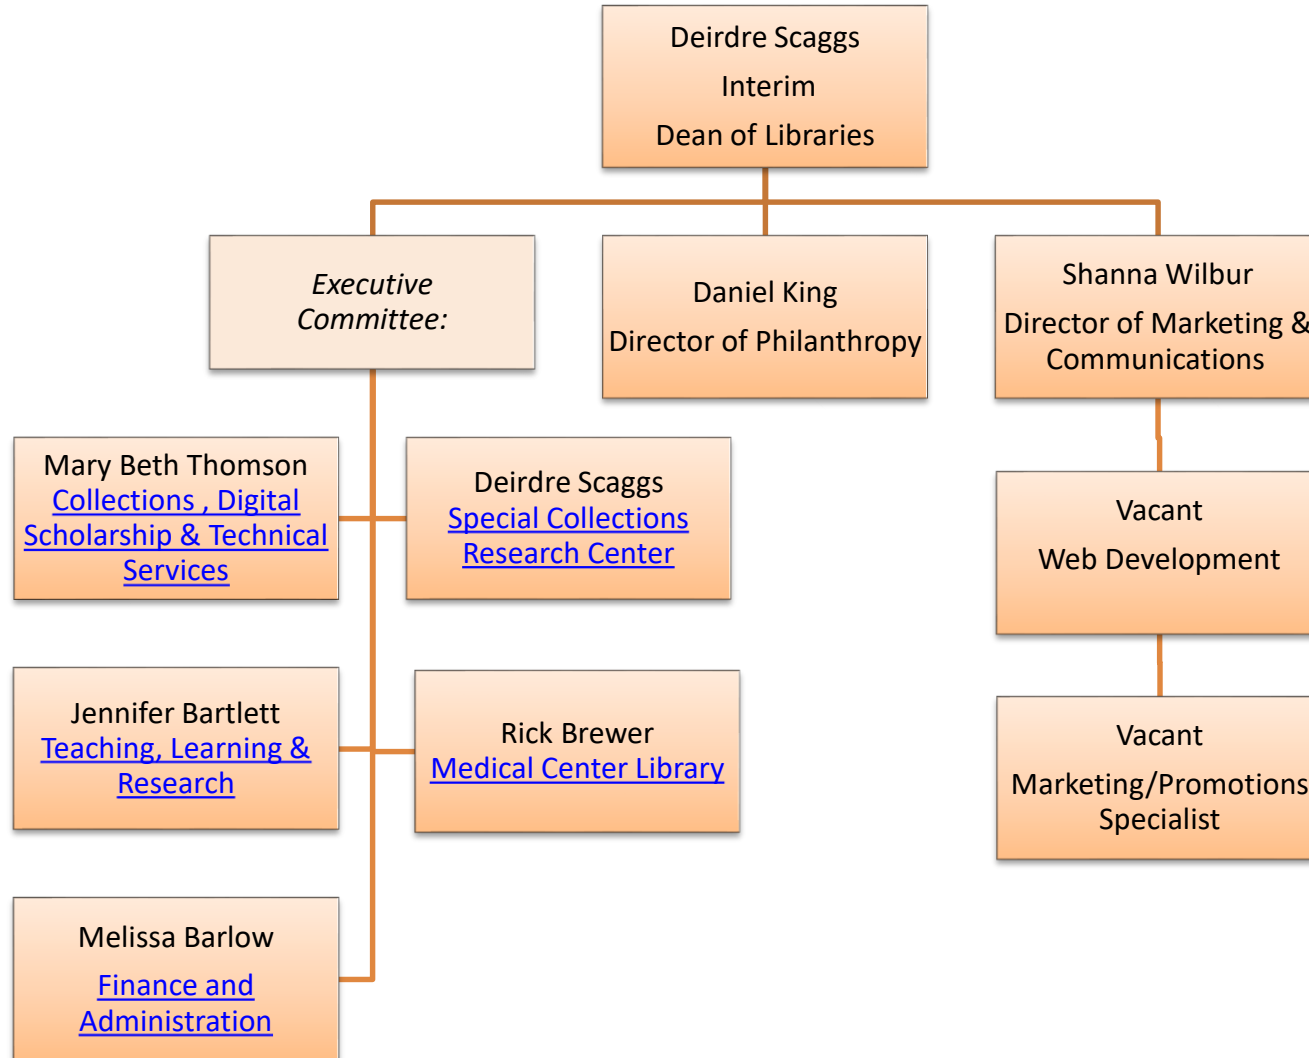 Deirdre Scaggs
Interim
Dean of Libraries
Executive
Committee:
Daniel King
Director of Philanthropy
Shanna Wilbur
Director of Marketing &
Communications
Mary Beth Thomson
Collections , Digital
Scholarship & Technical
Services
Deirdre Scaggs
Special Collections
Research Center
Vacant
Web Development
Jennifer Bartlett
Teaching, Learning &
Research
Rick Brewer
Medical Center Library
Vacant
Marketing/Promotions
Specialist
Melissa Barlow
Finance and
Administration